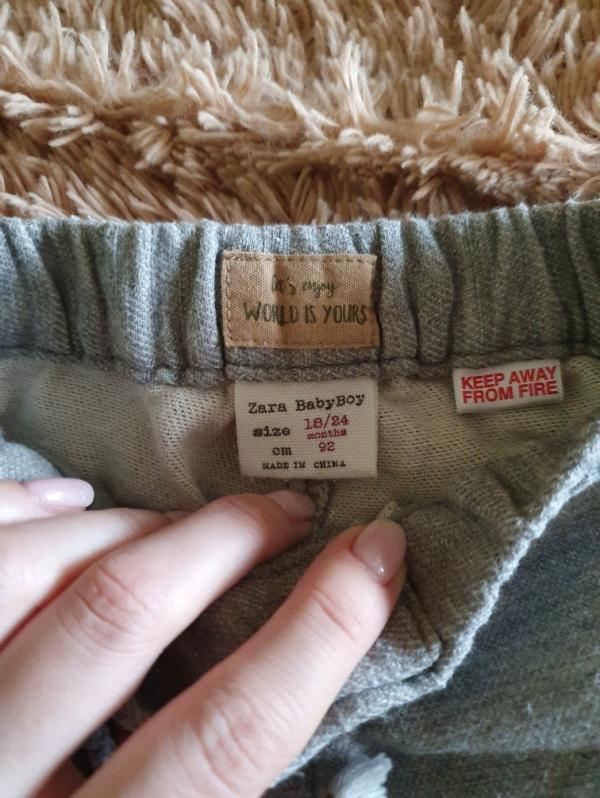 let's enjoy
WORLD IS YOURS
Zara BabyBoy
size 18/24
months
cm 92
MADE IN CHINA
KEEP AWAY
FROM FIRE